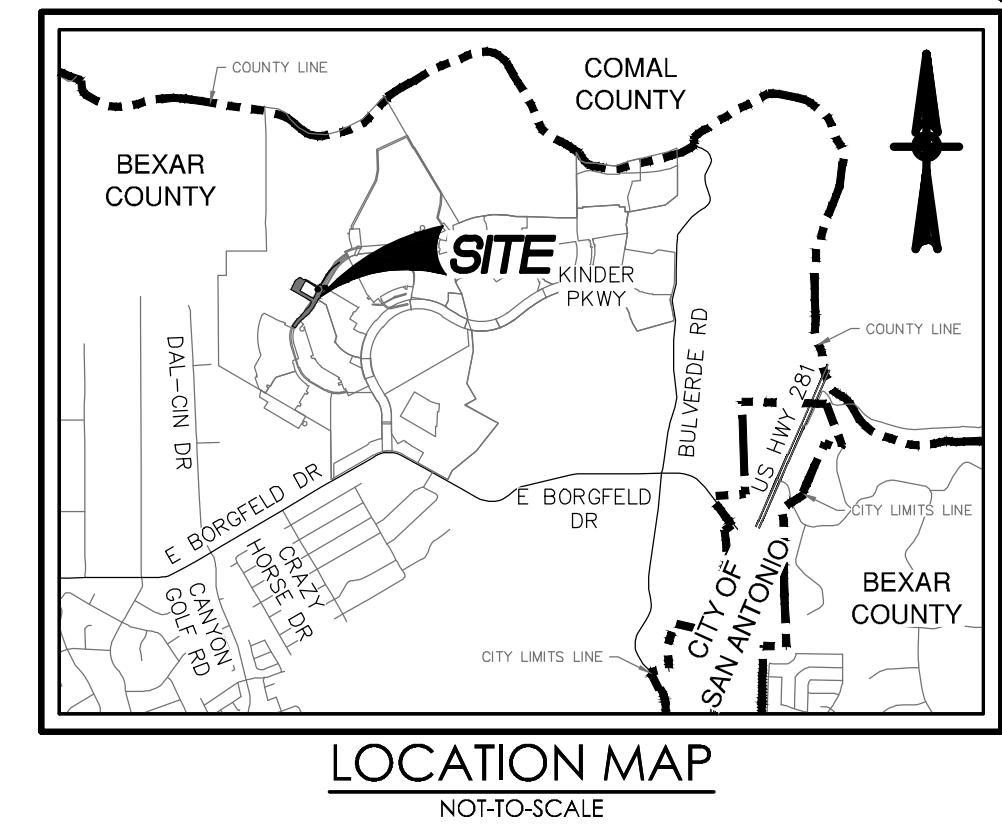 COUNTY LINE
COMAL
COUNTY
BEXAR
COUNTY
SITE
KINDER
PKWY
COUNTY LINE
DAL-CIN DR
BULVERDE RD
US HWY 281
E BORGFELD DR
E BORGFELD
DR
CITY LIMITS LINE
CRAZY
HORSE DR
CANYON
GOLF RD
CITY OF
SAN ANTONIO
BEXAR
COUNTY
CITY LIMITS LINE
LOCATION MAP
NOT-TO-SCALE